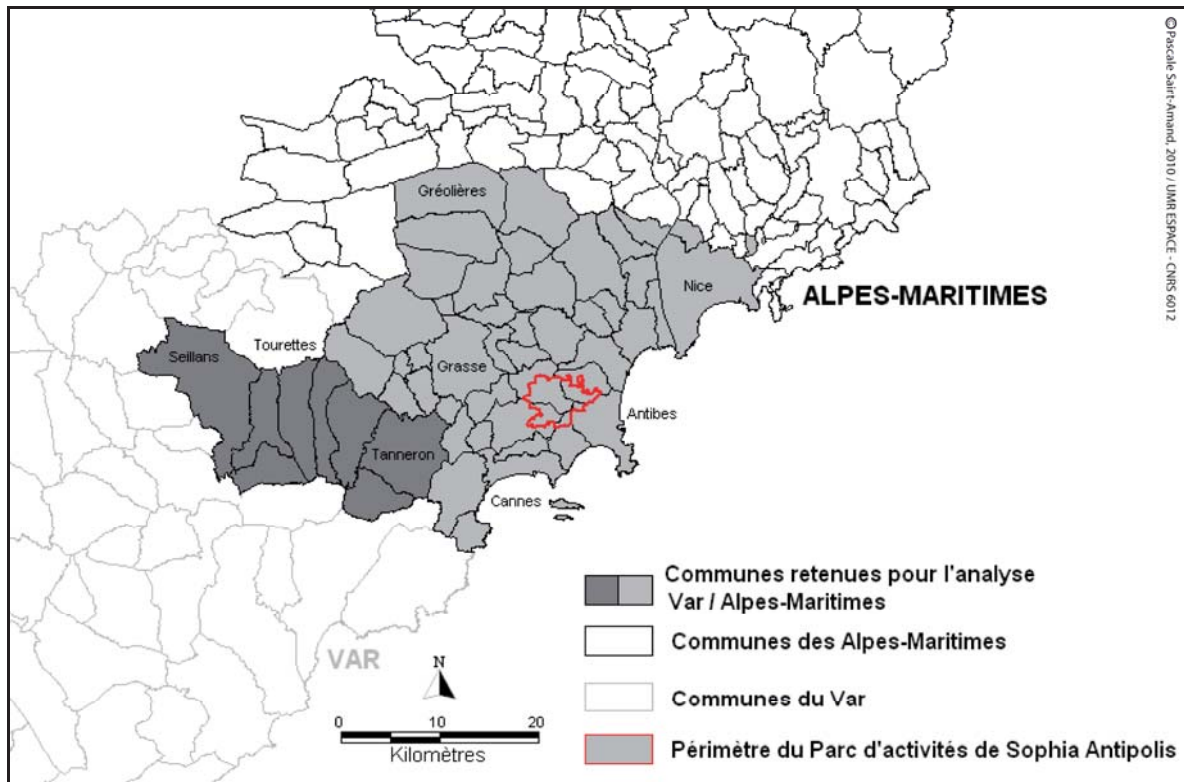 ©Pascale Saint-Amand, 2010 / UMR ESPACE - CNRS 6012
Gréolières
Nice
ALPES-MARITIMES
Tourettes
Seillans
Grasse
Antibes
Tanneron
Cannes
VAR
N
0 10 20
Kilomètres
Communes retenues pour l'analyse
Var / Alpes-Maritimes
Communes des Alpes-Maritimes
Communes du Var
Périmètre du Parc d'activités de Sophia Antipolis